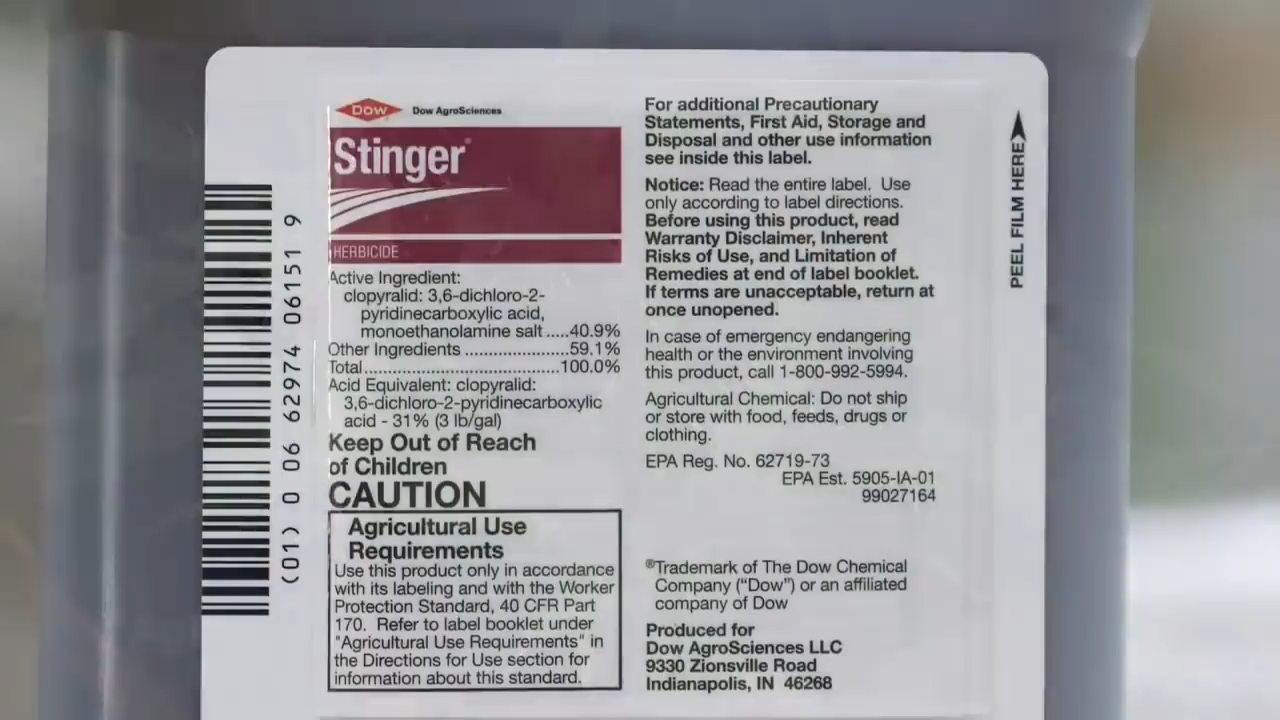 DOW Dow AgroSciences
Stinger®
HERBICIDE
Active Ingredient:
clopyralid: 3,6-dichloro-2-
pyridinecarboxylic acid,
monoethanolamine salt .....40.9%
Other Ingredients .......................59.1%
Total...........................................100.0%
Acid Equivalent: clopyralid:
3,6-dichloro-2-pyridinecarboxylic
acid - 31% (3 lb/gal)
Keep Out of Reach
of Children
CAUTION
Agricultural Use
Requirements
Use this product only in accordance
with its labeling and with the Worker
Protection Standard, 40 CFR Part
170. Refer to label booklet under
"Agricultural Use Requirements" in
the Directions for Use section for
information about this standard.
For additional Precautionary
Statements, First Aid, Storage and
Disposal and other use information
see inside this label.
Notice: Read the entire label. Use
only according to label directions.
Before using this product, read
Warranty Disclaimer, Inherent
Risks of Use, and Limitation of
Remedies at end of label booklet.
If terms are unacceptable, return at
once unopened.
In case of emergency endangering
health or the environment involving
this product, call 1-800-992-5994.
Agricultural Chemical: Do not ship
or store with food, feeds, drugs or
clothing.
EPA Reg. No. 62719-73
EPA Est. 5905-IA-01
99027164
®Trademark of The Dow Chemical
Company (“Dow”) or an affiliated
company of Dow
Produced for
Dow AgroSciences LLC
9330 Zionsville Road
Indianapolis, IN 46268
(01) 0 06 62974 06151 9
PEEL FILM HERE